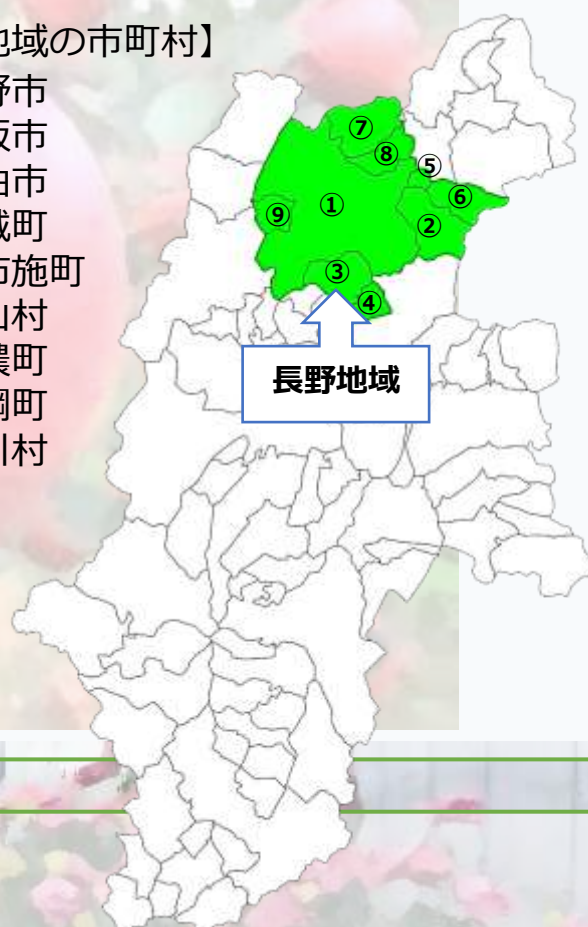 地域の市町村】
野市
坂市
曲市
城町
布施町
山村
濃町
綱町
川村
⑦
⑧
⑤
⑥
①
⑨
②
③
④
長野地域